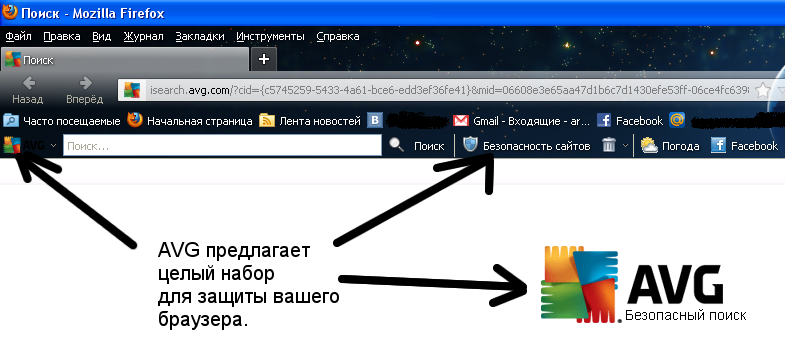 Поиск - Mozilla Firefox
Файл Правка Вид Журнал Закладки Инструменты Справка
Поиск +
Назад Вперёд isearch.avg.com/?cid={c5745259-5433-4a61-bce6-edd3ef36fe41}&mid=06608e3e65aa47d1b6c7d1430efe53ff-06ce4fc639
Часто посещаемые Начальная страница Лента новостей B Gmail - Входящие - ar... Facebook @
AVG Поиск... Поиск Безопасность сайтов Погода Facebook
AVG предлагает
целый набор
для защиты вашего
браузера.
AVG
Безопасный поиск